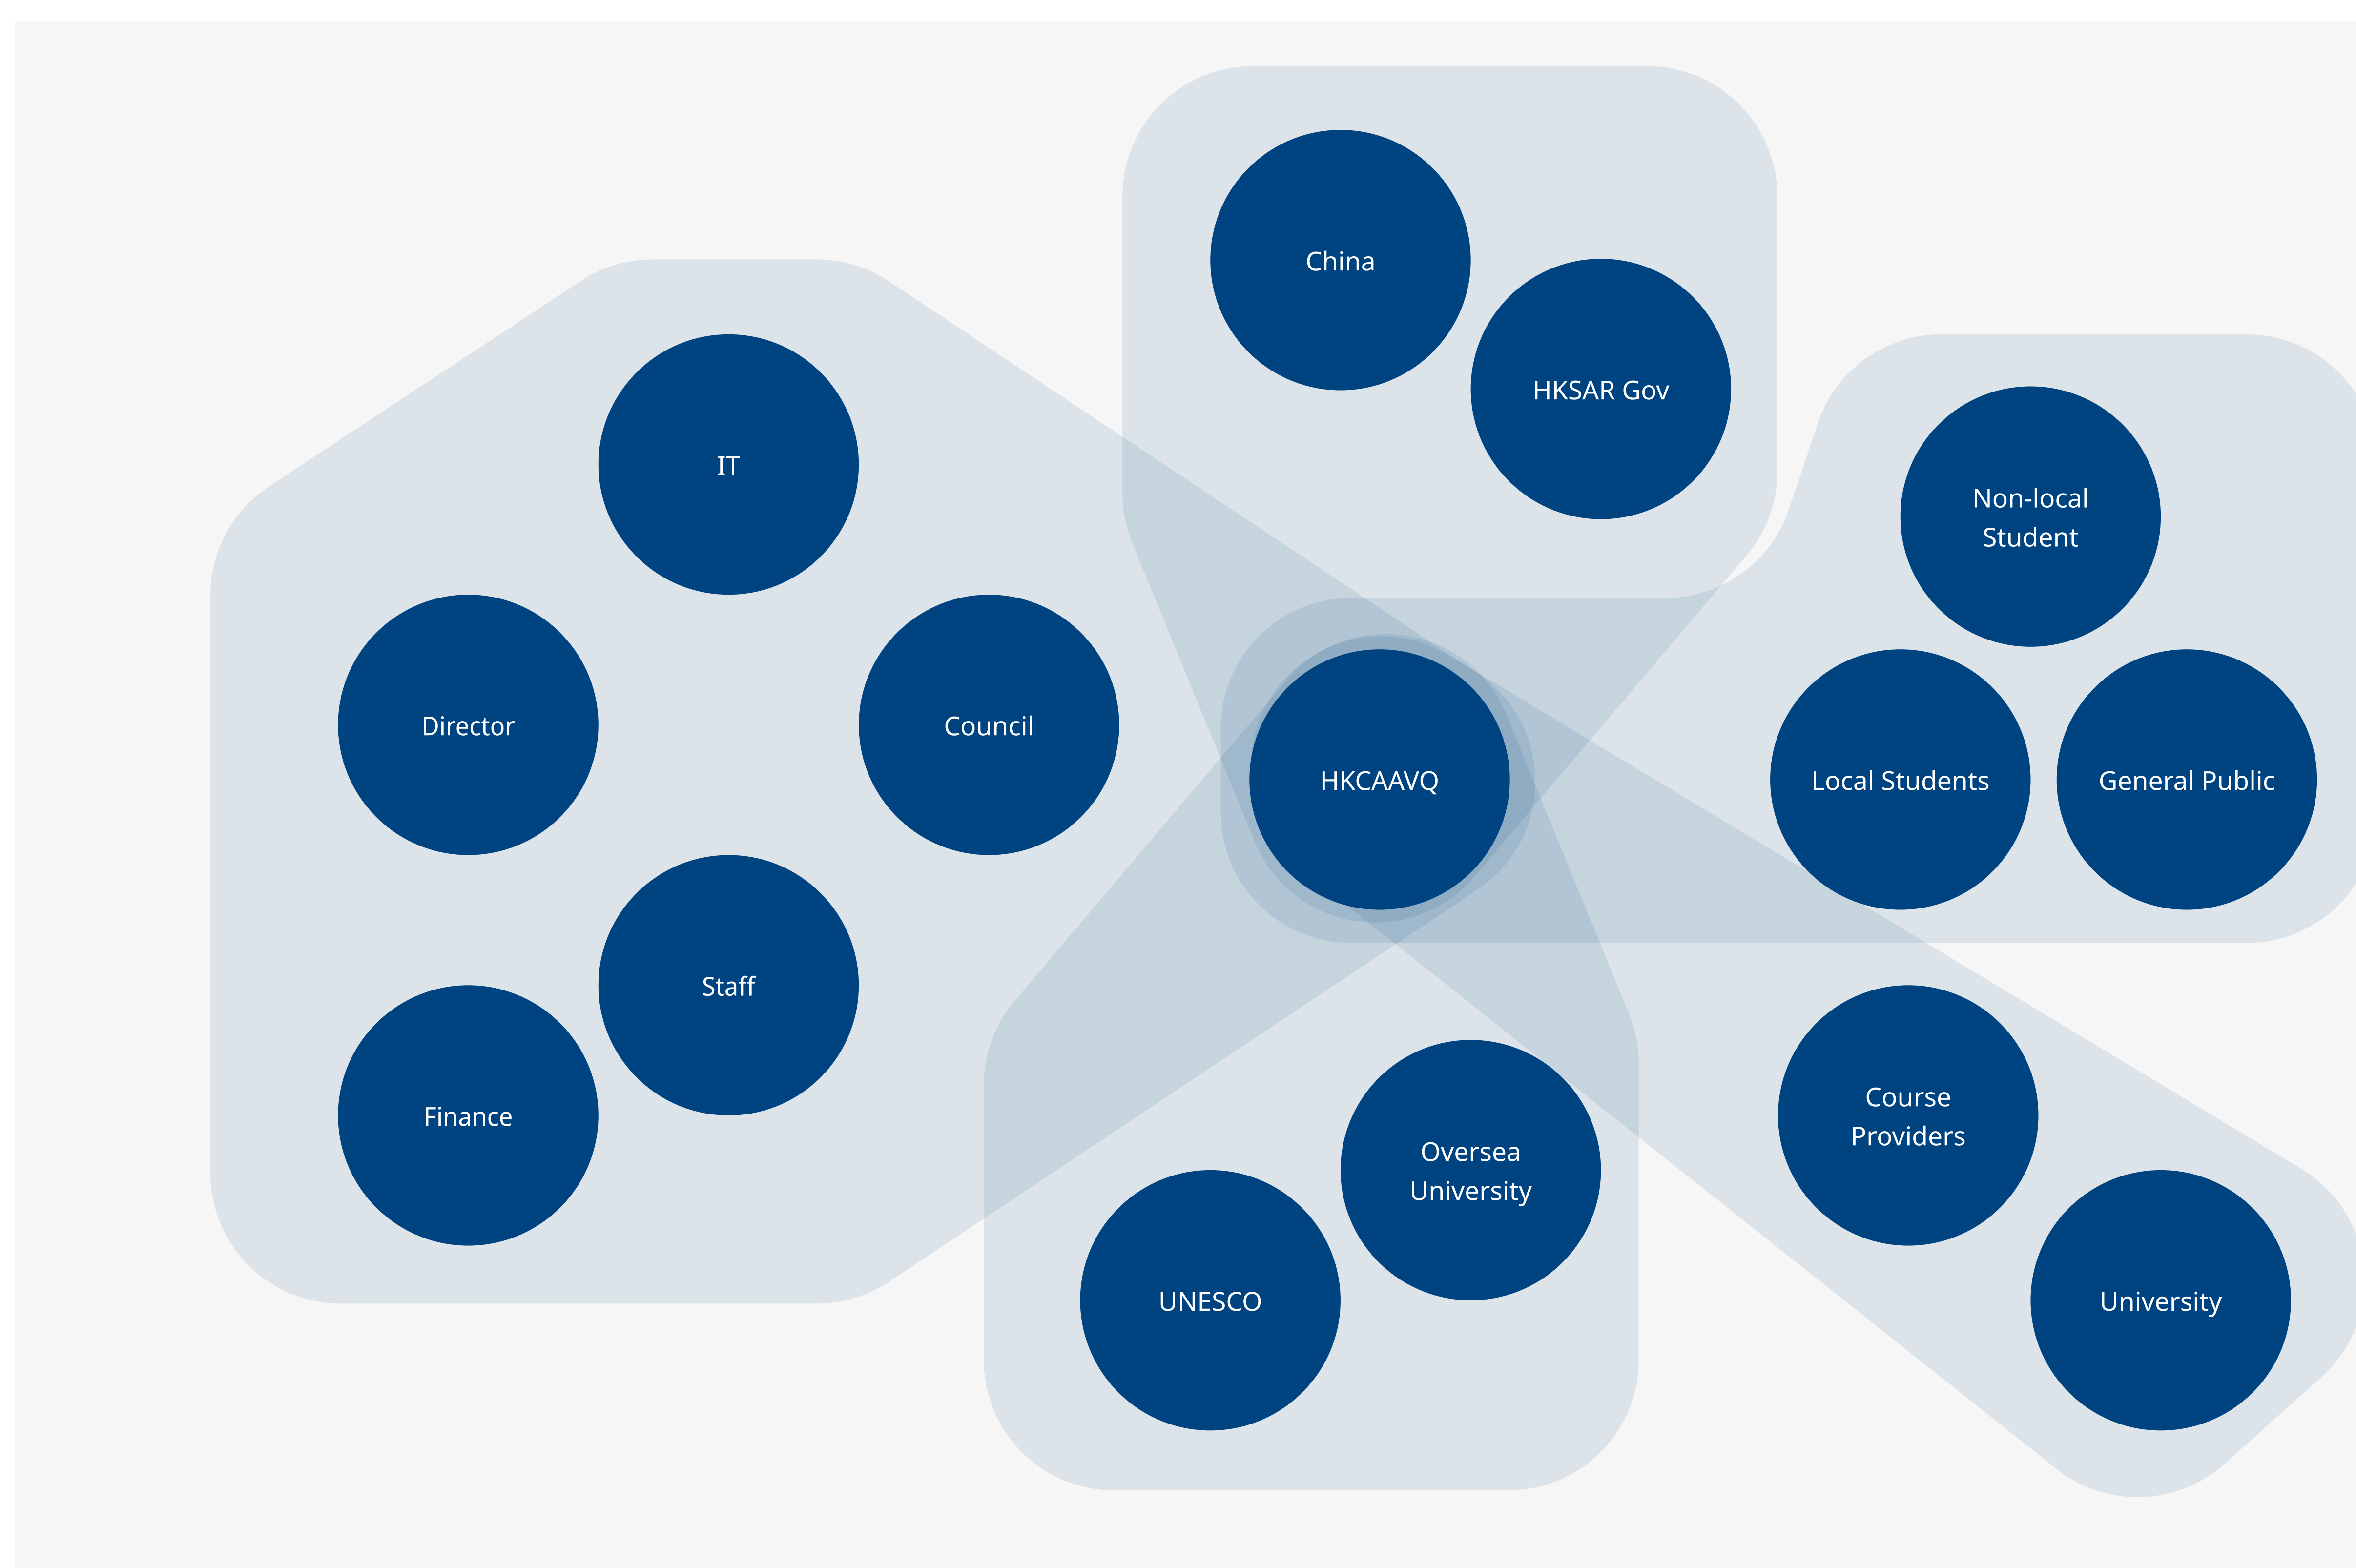 China
HKSAR Gov
IT
Non-local
Student
Director
Council
HKCAAVQ
Local Students
General Public
Staff
Finance
Course
Providers
Oversea
University
UNESCO
University